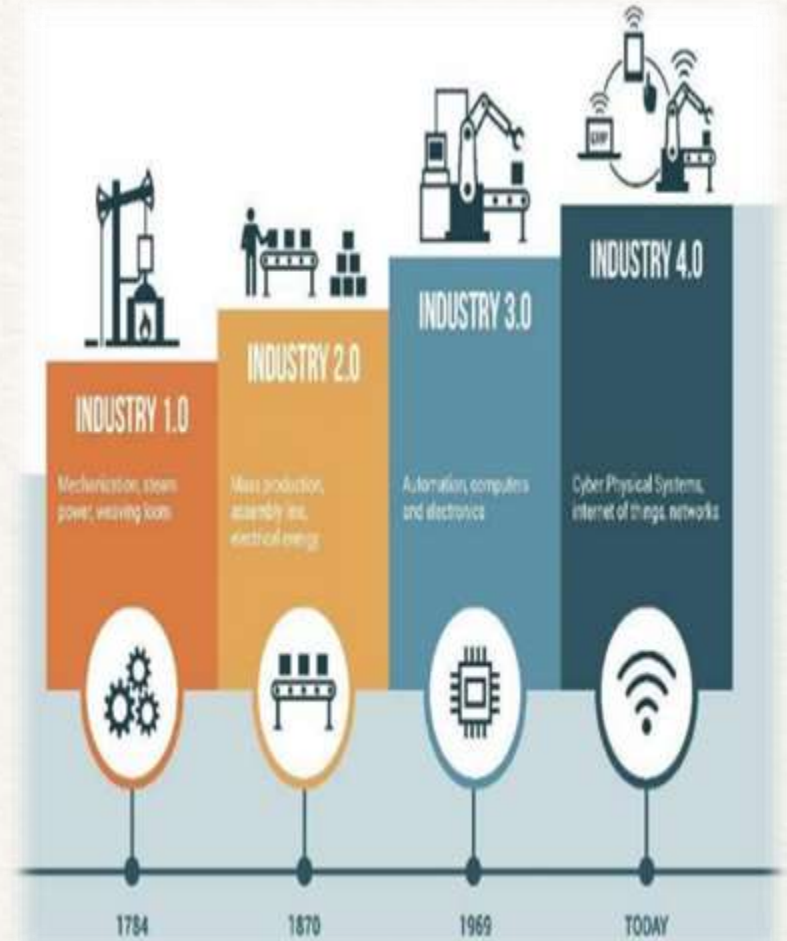 INDUSTRY 1.0
Mechanization, steam
power, weaving loom
INDUSTRY 2.0
Mass production,
assembly line,
electrical energy
INDUSTRY 3.0
Automation, computers
and electronics
INDUSTRY 4.0
Cyber Physical Systems,
internet of things, networks
1784
1870
1969
TODAY